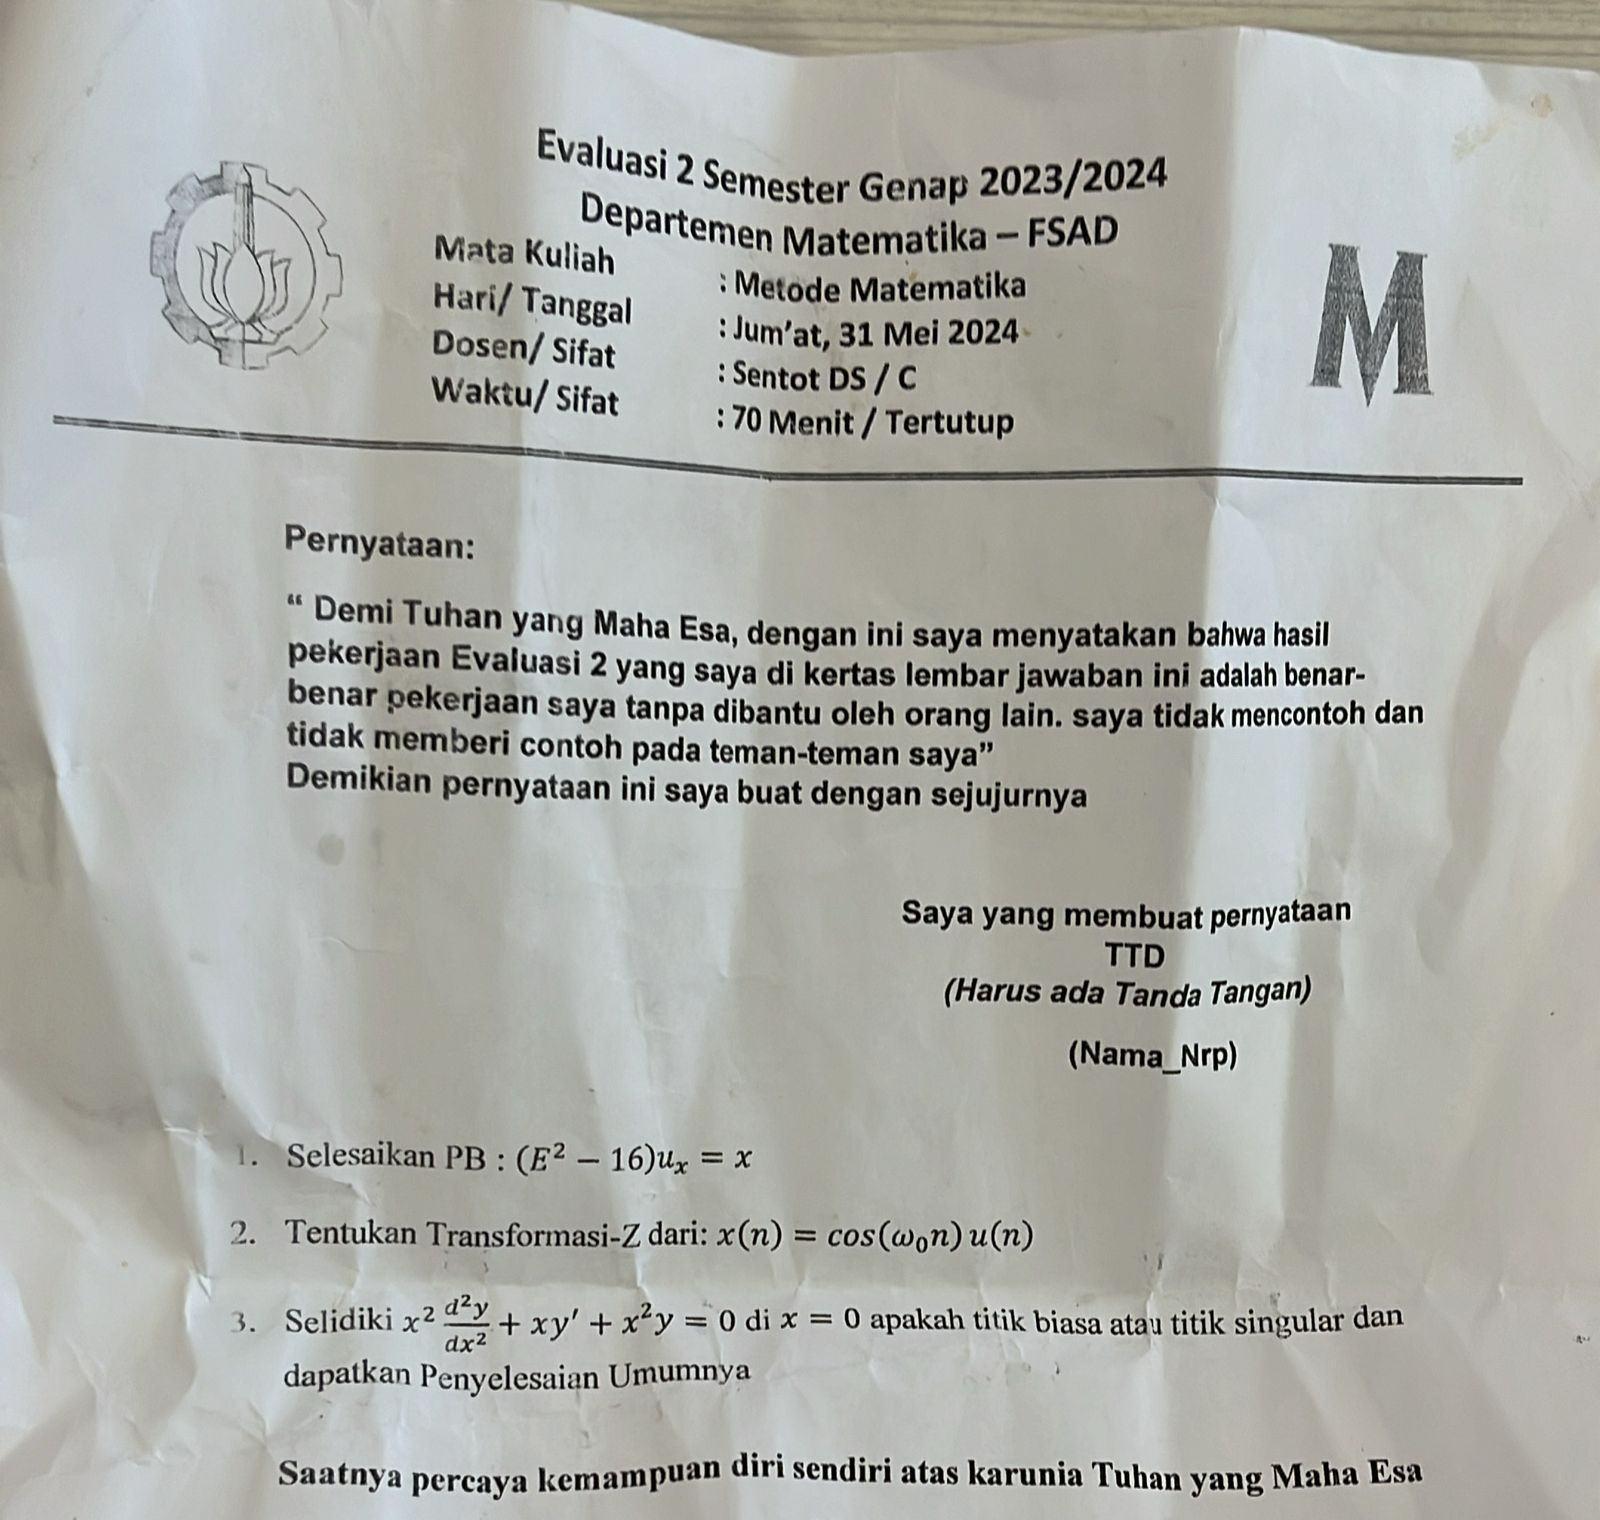 Evaluasi 2 Semester Genap 2023/2024
Departemen Matematika – FSAD
Mata Kuliah : Metode Matematika
Hari/ Tanggal : Jum’at, 31 Mei 2024
Dosen/ Sifat : Sentot DS / C
Waktu/ Sifat : 70 Menit / Tertutup
M
Pernyataan:
“ Demi Tuhan yang Maha Esa, dengan ini saya menyatakan bahwa hasil
pekerjaan Evaluasi 2 yang saya di kertas lembar jawaban ini adalah benar-
benar pekerjaan saya tanpa dibantu oleh orang lain. saya tidak mencontoh dan
tidak memberi contoh pada teman-teman saya”
Demikian pernyataan ini saya buat dengan sejujurnya
Saya yang membuat pernyataan
TTD
(Harus ada Tanda Tangan)
(Nama_Nrp)
1. Selesaikan PB : (E² − 16)uₓ = x
2. Tentukan Transformasi-Z dari: x(n) = cos(ω₀n) u(n)
3. Selidiki x² d²y/dx² + xy′ + x²y = 0 di x = 0 apakah titik biasa atau titik singular dan
dapatkan Penyelesaian Umumnya
Saatnya percaya kemampuan diri sendiri atas karunia Tuhan yang Maha Esa